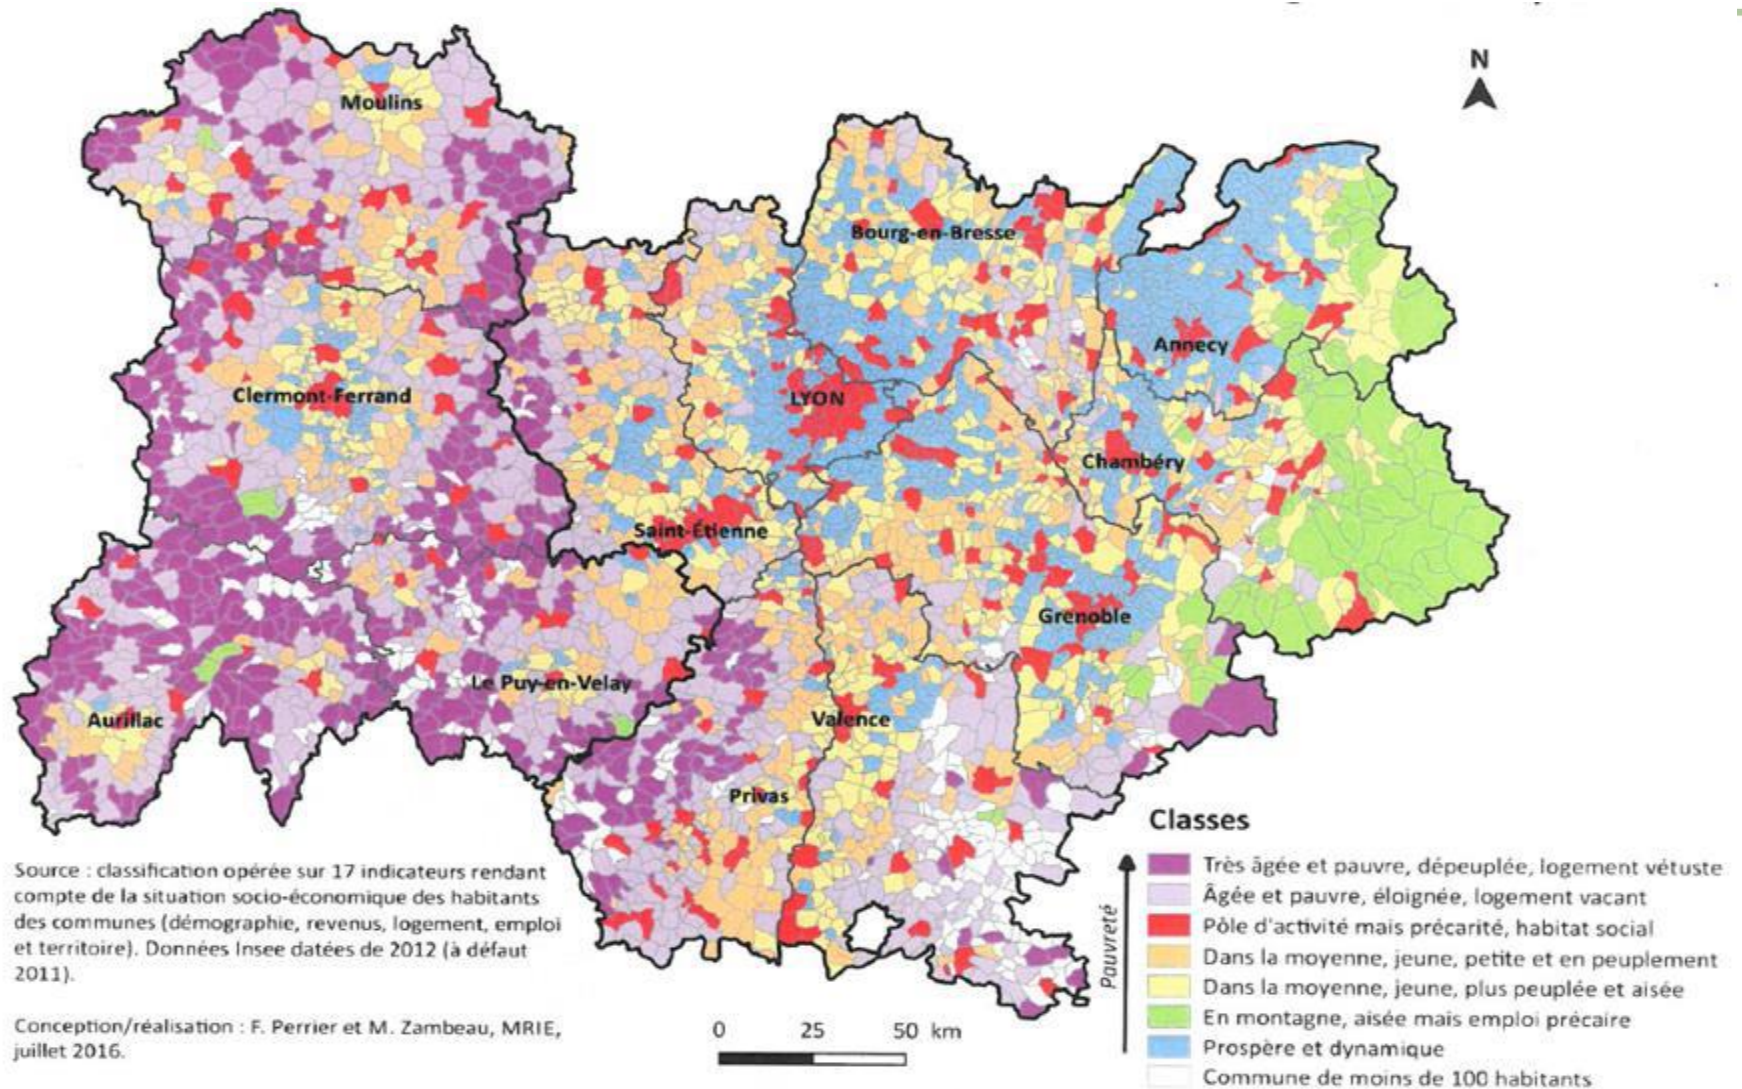 N
Moulins
Bourg-en-Bresse
Annecy
Clermont-Ferrand
LYON
Chambéry
Saint-Étienne
Grenoble
Le Puy-en-Velay
Aurillac
Valence
Privas
Classes
Pauvreté
Très âgée et pauvre, dépeuplée, logement vétuste
Âgée et pauvre, éloignée, logement vacant
Pôle d'activité mais précarité, habitat social
Dans la moyenne, jeune, petite et en peuplement
Dans la moyenne, jeune, plus peuplée et aisée
En montagne, aisée mais emploi précaire
Prospère et dynamique
Commune de moins de 100 habitants
Source : classification opérée sur 17 indicateurs rendant
compte de la situation socio-économique des habitants
des communes (démographie, revenus, logement, emploi
et territoire). Données Insee datées de 2012 (à défaut
2011).
Conception/réalisation : F. Perrier et M. Zambeau, MRIE,
juillet 2016.
0 25 50 km